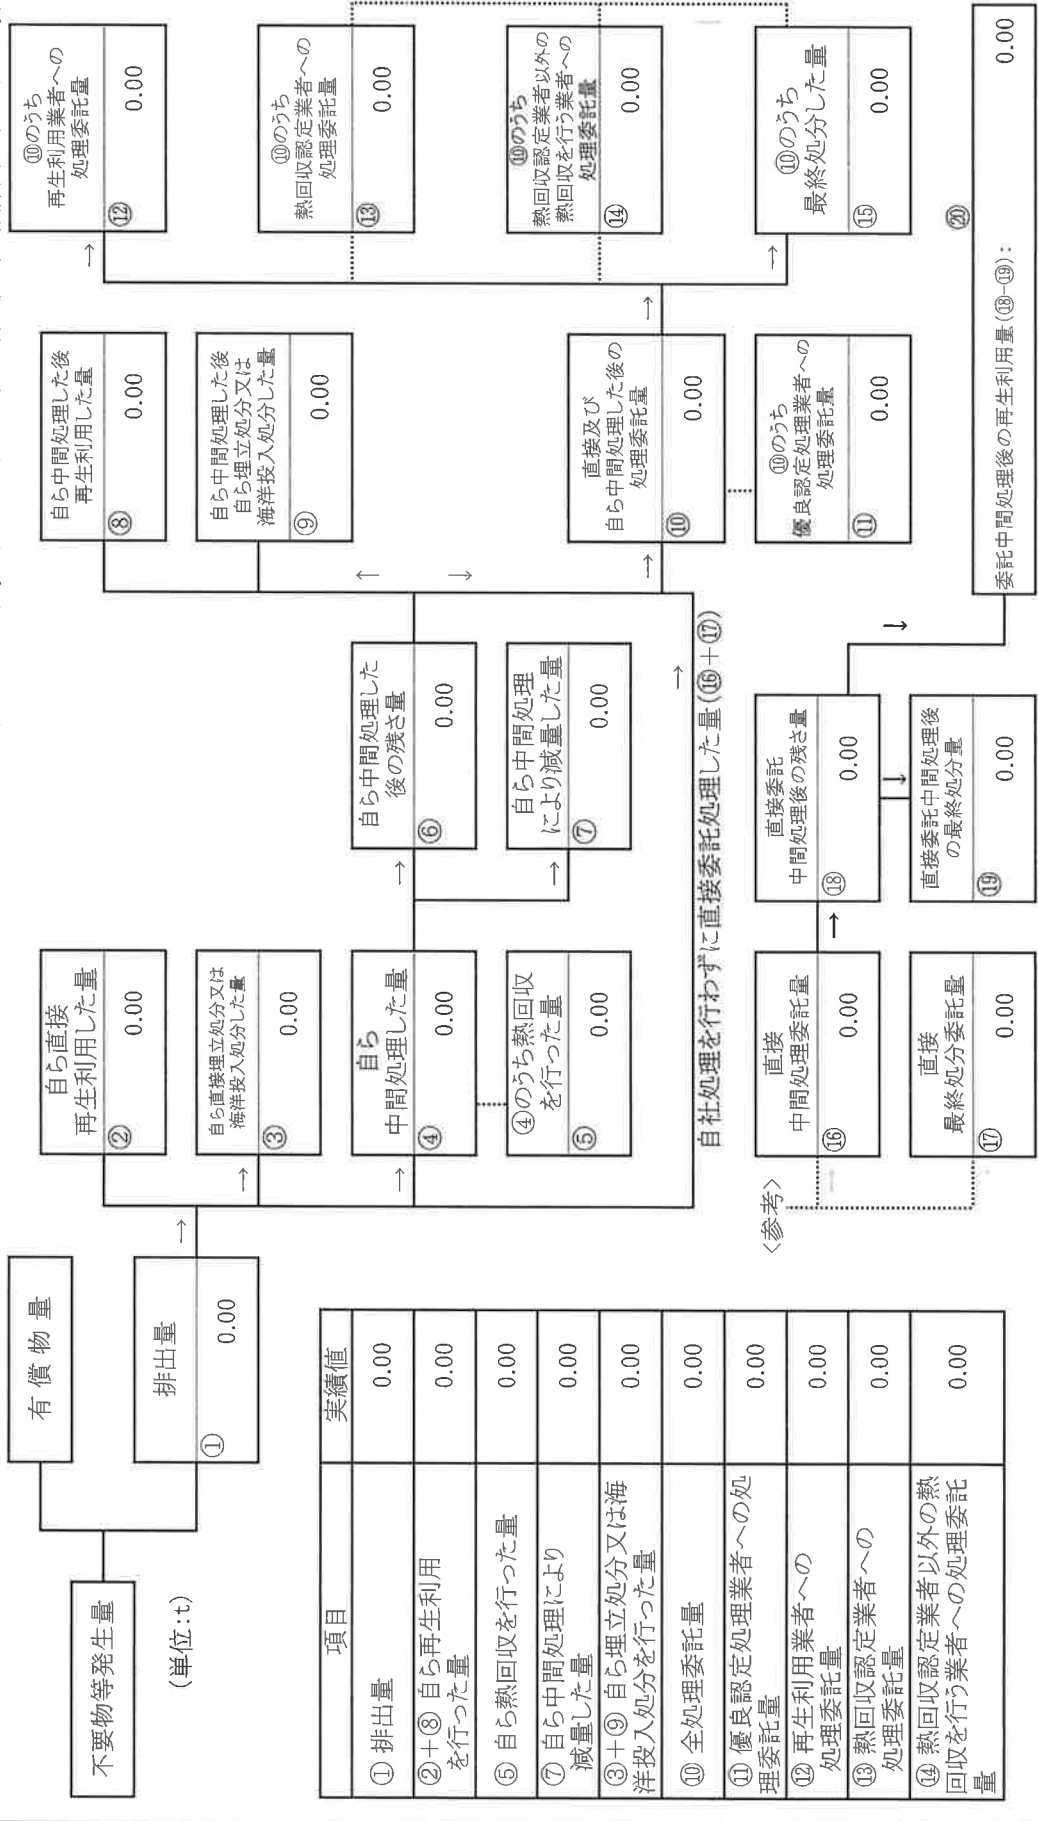 不要物等発生量
(単位:t)
有償物量
排出量
①
0.00
自ら直接
再生利用した量
②
0.00
自ら直接埋立処分又は
海洋投入処分した量
③
0.00
自ら
中間処理した量
④
0.00
④のうち熱回収
を行った量
⑤
0.00
自ら中間処理した
後の残さ量
⑥
0.00
自ら中間処理
により減量した量
⑦
0.00
自ら中間処理した後
再生利用した量
⑧
0.00
自ら中間処理した後
自ら埋立処分又は
海洋投入処分した量
⑨
0.00
直接及び
自ら中間処理した後の
処理委託量
⑩
0.00
⑩のうち
優良認定処理業者への
処理委託量
⑪
0.00
⑩のうち
再生利用業者への
処理委託量
⑫
0.00
⑩のうち
熱回収認定業者への
処理委託量
⑬
0.00
⑩のうち
熱回収認定業者以外の
熱回収を行う業者への
処理委託量
⑭
0.00
⑩のうち
最終処分した量
⑮
0.00
自社処理を行わずに直接委託処理した量(⑯+⑰)
<参考>
直接
中間処理委託量
⑯
0.00
直接
最終処分委託量
⑰
0.00
直接委託
中間処理後の残さ量
⑱
0.00
直接委託中間処理後
の最終処分量
⑲
0.00
⑳
委託中間処理後の再生利用量(⑱-⑲):
0.00
項目
実績値
① 排出量
0.00
②+⑧ 自ら再生利用
を行った量
0.00
⑤ 自ら熱回収を行った量
0.00
⑦ 自ら中間処理により
減量した量
0.00
③+⑨ 自ら埋立処分又は海
洋投入処分を行った量
0.00
⑩ 全処理委託量
0.00
⑪ 優良認定処理業者への処
理委託量
0.00
⑫ 再生利用業者への
処理委託量
0.00
⑬ 熱回収認定業者への
処理委託量
0.00
⑭ 熱回収認定業者以外の熱
回収を行う業者への処理委託
量
0.00